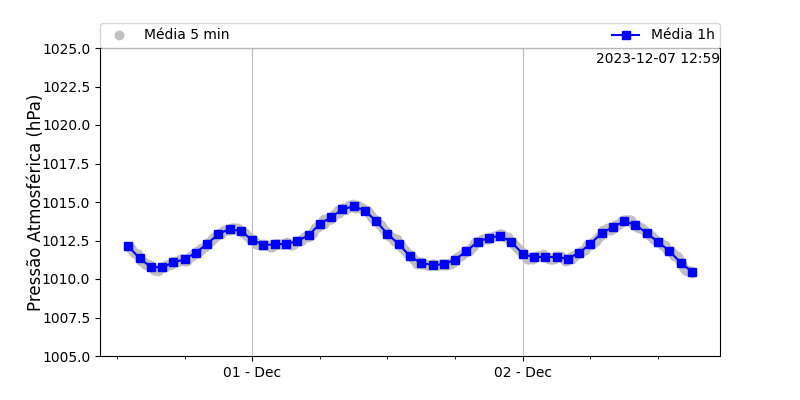 Média 5 min
Média 1h
2023-12-07 12:59
Pressão Atmosférica (hPa)
1025.0
1022.5
1020.0
1017.5
1015.0
1012.5
1010.0
1007.5
1005.0
01 - Dec
02 - Dec